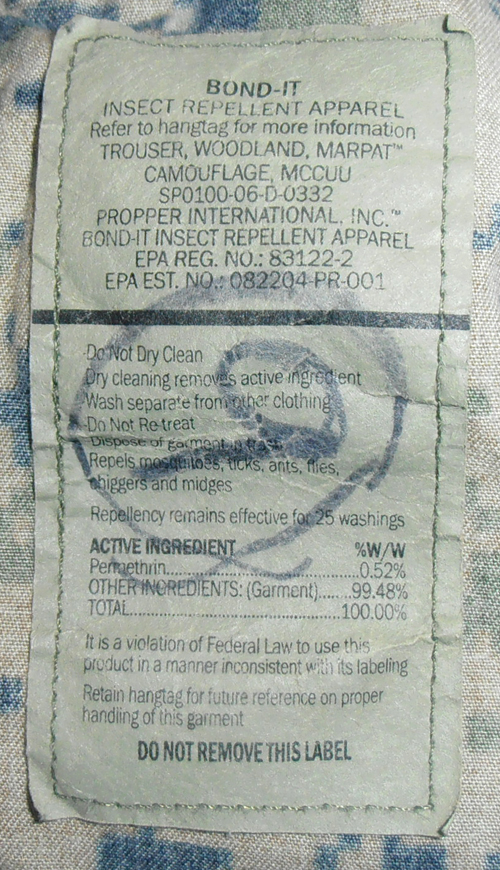 BOND-IT
INSECT REPELLENT APPAREL
Refer to hangtag for more information
TROUSER, WOODLAND, MARPAT™
CAMOUFLAGE, MCCUU
SP0100-06-D-0332
PROPPER INTERNATIONAL, INC.™
BOND-IT INSECT REPELLENT APPAREL
EPA REG. NO.: 83122-2
EPA EST. NO.: 082204-PR-001
Do Not Dry Clean
Dry cleaning removes active ingredient
Wash separate from other clothing
Do Not Re-treat
Dispose of garment in trash
Repels mosquitoes, ticks, ants, flies,
chiggers and midges
Repellency remains effective for 25 washings
ACTIVE INGREDIENT %W/W
Permethrin......0.52%
OTHER INGREDIENTS: (Garment)......99.48%
TOTAL......100.00%
It is a violation of Federal Law to use this
product in a manner inconsistent with its labeling
Retain hangtag for future reference on proper
handling of this garment
DO NOT REMOVE THIS LABEL